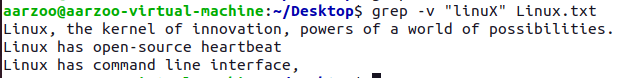 aarzoo@aarzoo-virtual-machine:~/Desktop$ grep -v "linuX" Linux.txt
Linux, the kernel of innovation, powers of a world of possibilities.
Linux has open-source heartbeat
Linux has command line interface,